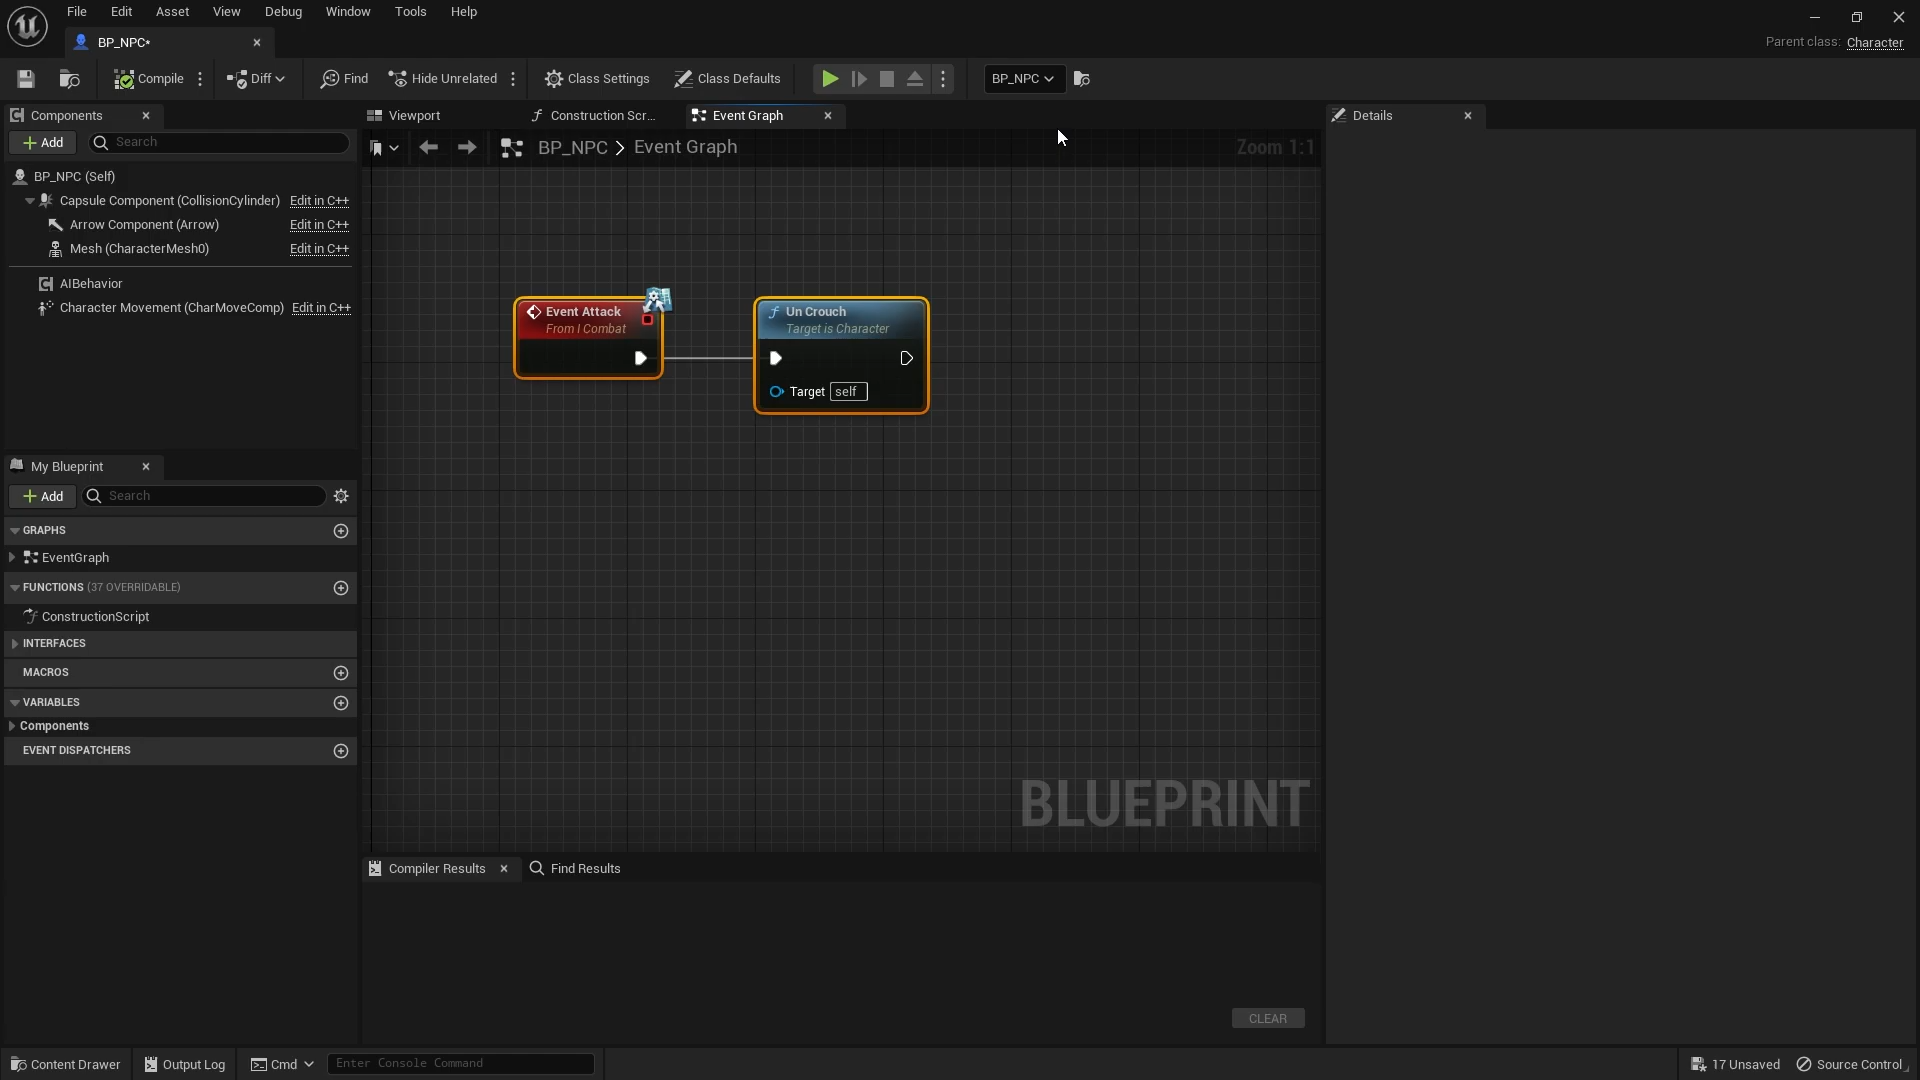 File Edit Asset View Debug Window Tools Help
BP_NPC*
Parent class: Character
Compile Diff Find Hide Unrelated Class Settings Class Defaults BP_NPC
Components
Add Search
BP_NPC (Self)
Capsule Component (CollisionCylinder) Edit in C++
Arrow Component (Arrow) Edit in C++
Mesh (CharacterMesh0) Edit in C++
AIBehavior
Character Movement (CharMoveComp) Edit in C++
My Blueprint
Add Search
GRAPHS
EventGraph
FUNCTIONS (37 OVERRIDABLE)
ConstructionScript
INTERFACES
MACROS
VARIABLES
Components
EVENT DISPATCHERS
Viewport Construction Scr... Event Graph
BP_NPC > Event Graph Zoom 1:1
Event Attack
From I Combat
Un Crouch
Target is Character
Target self
BLUEPRINT
Compiler Results Find Results
CLEAR
Details
Content Drawer Output Log Cmd Enter Console Command 17 Unsaved Source Control